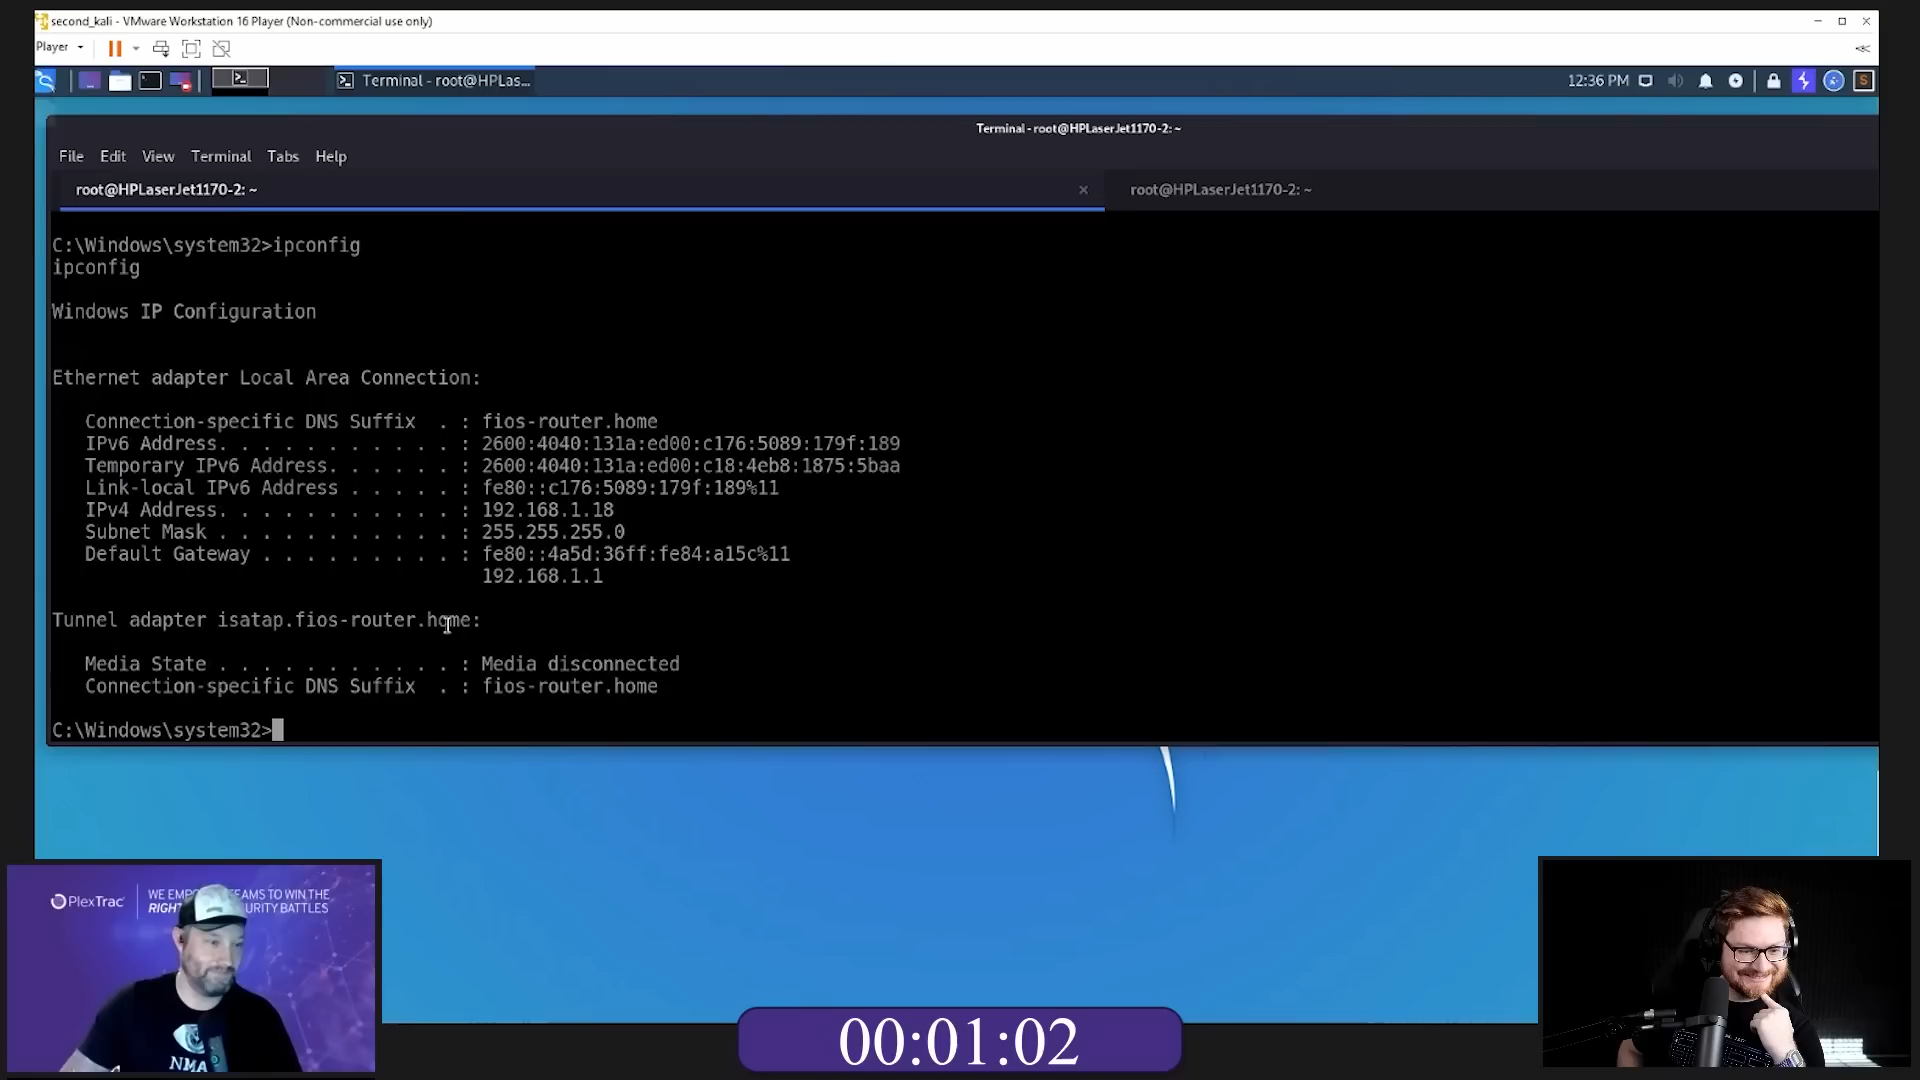 second_kali - VMware Workstation 16 Player (Non-commercial use only)
Player
Terminal - root@HPLas...
12:36 PM
S
Terminal - root@HPLaserJet1170-2: ~
File Edit View Terminal Tabs Help
root@HPLaserJet1170-2: ~
root@HPLaserJet1170-2: ~
C:\Windows\system32>ipconfig
ipconfig
Windows IP Configuration
Ethernet adapter Local Area Connection:
Connection-specific DNS Suffix . : fios-router.home
IPv6 Address. . . . . . . . . . . : 2600:4040:131a:ed00:c176:5089:179f:189
Temporary IPv6 Address. . . . . . : 2600:4040:131a:ed00:c18:4eb8:1875:5baa
Link-local IPv6 Address . . . . . : fe80::c176:5089:179f:189%11
IPv4 Address. . . . . . . . . . . : 192.168.1.18
Subnet Mask . . . . . . . . . . . : 255.255.255.0
Default Gateway . . . . . . . . . : fe80::4a5d:36ff:fe84:a15c%11
192.168.1.1
Tunnel adapter isatap.fios-router.home:
Media State . . . . . . . . . . . : Media disconnected
Connection-specific DNS Suffix . : fios-router.home
C:\Windows\system32>
PlexTrac
WE EMP EAMS TO WIN THE
RIGHT URITY BATTLES
NMA
00:01:02